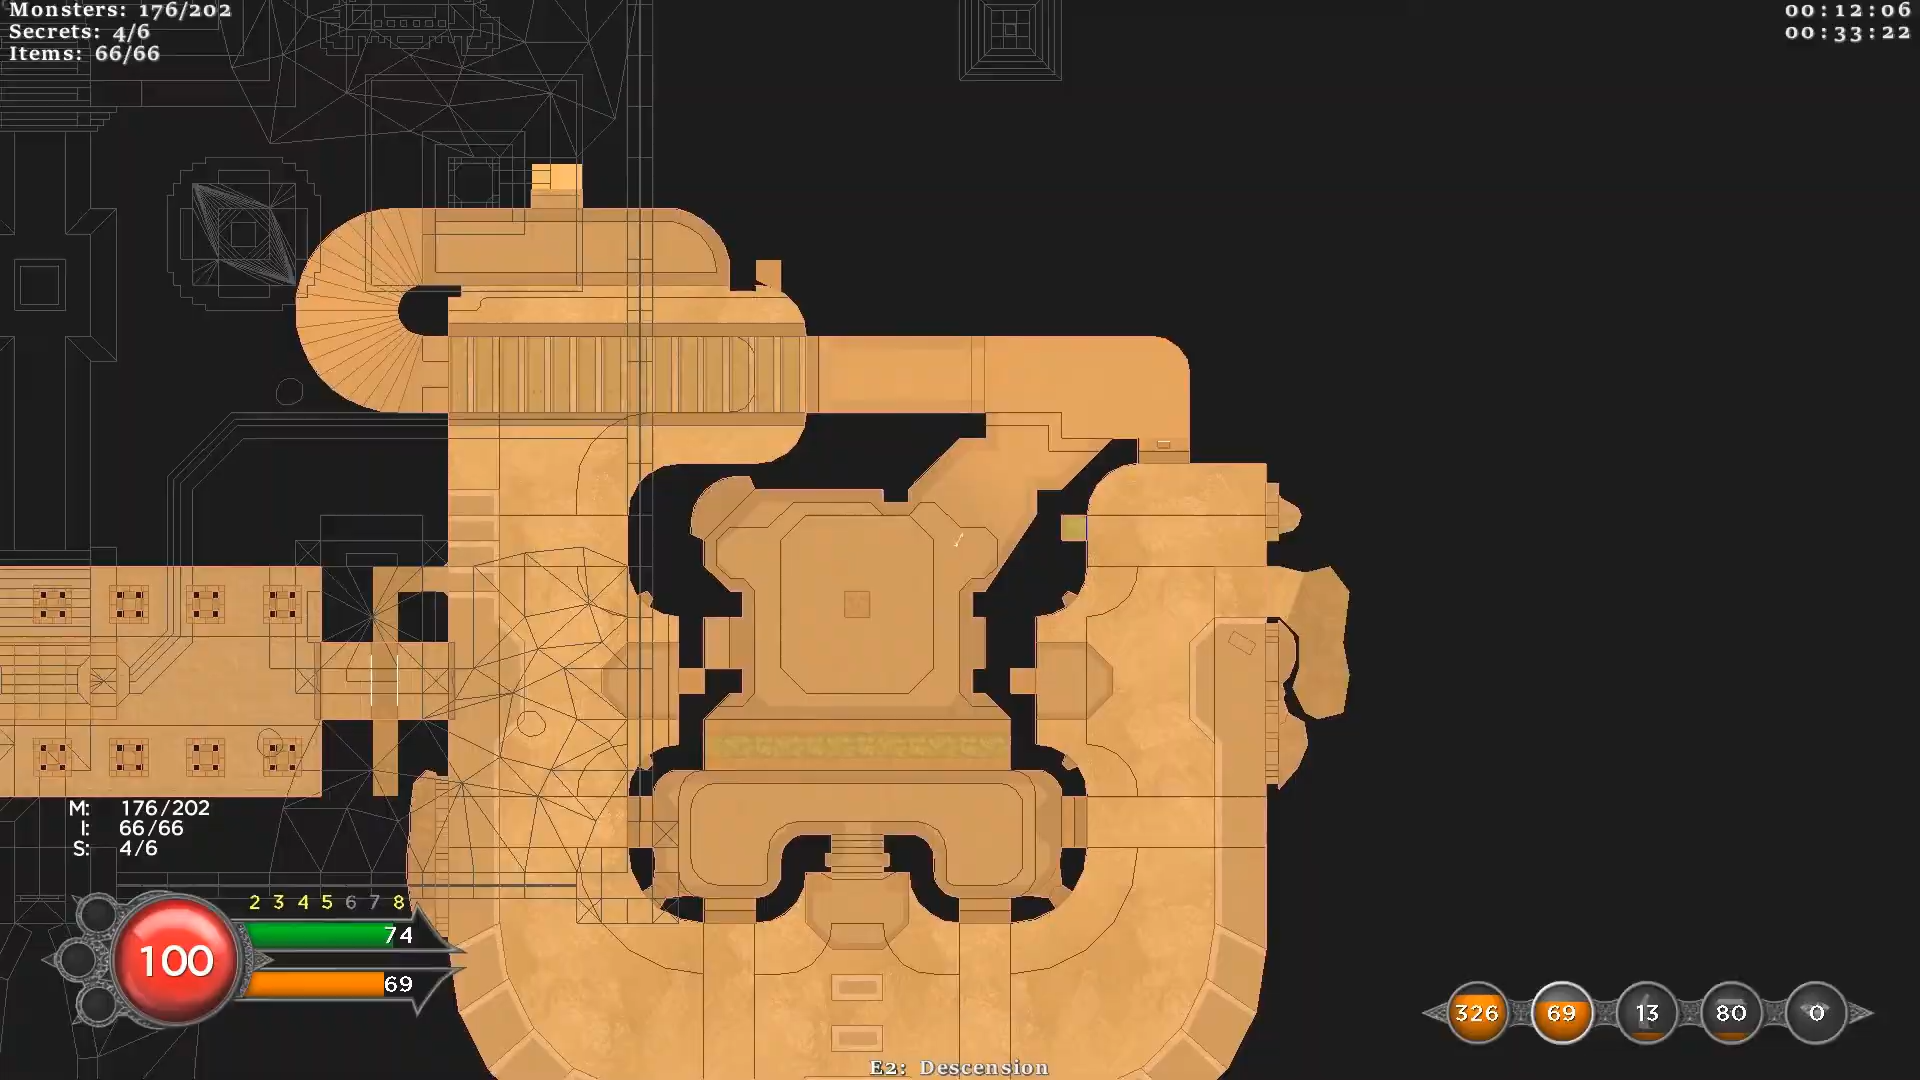 Monsters: 176/202
Secrets: 4/6
Items: 66/66
00:12:06
00:33:22
M: 176/202
I: 66/66
S: 4/6
2 3 4 5 6 7 8
100
74
69
326 69 13 80 0
E2: Descension